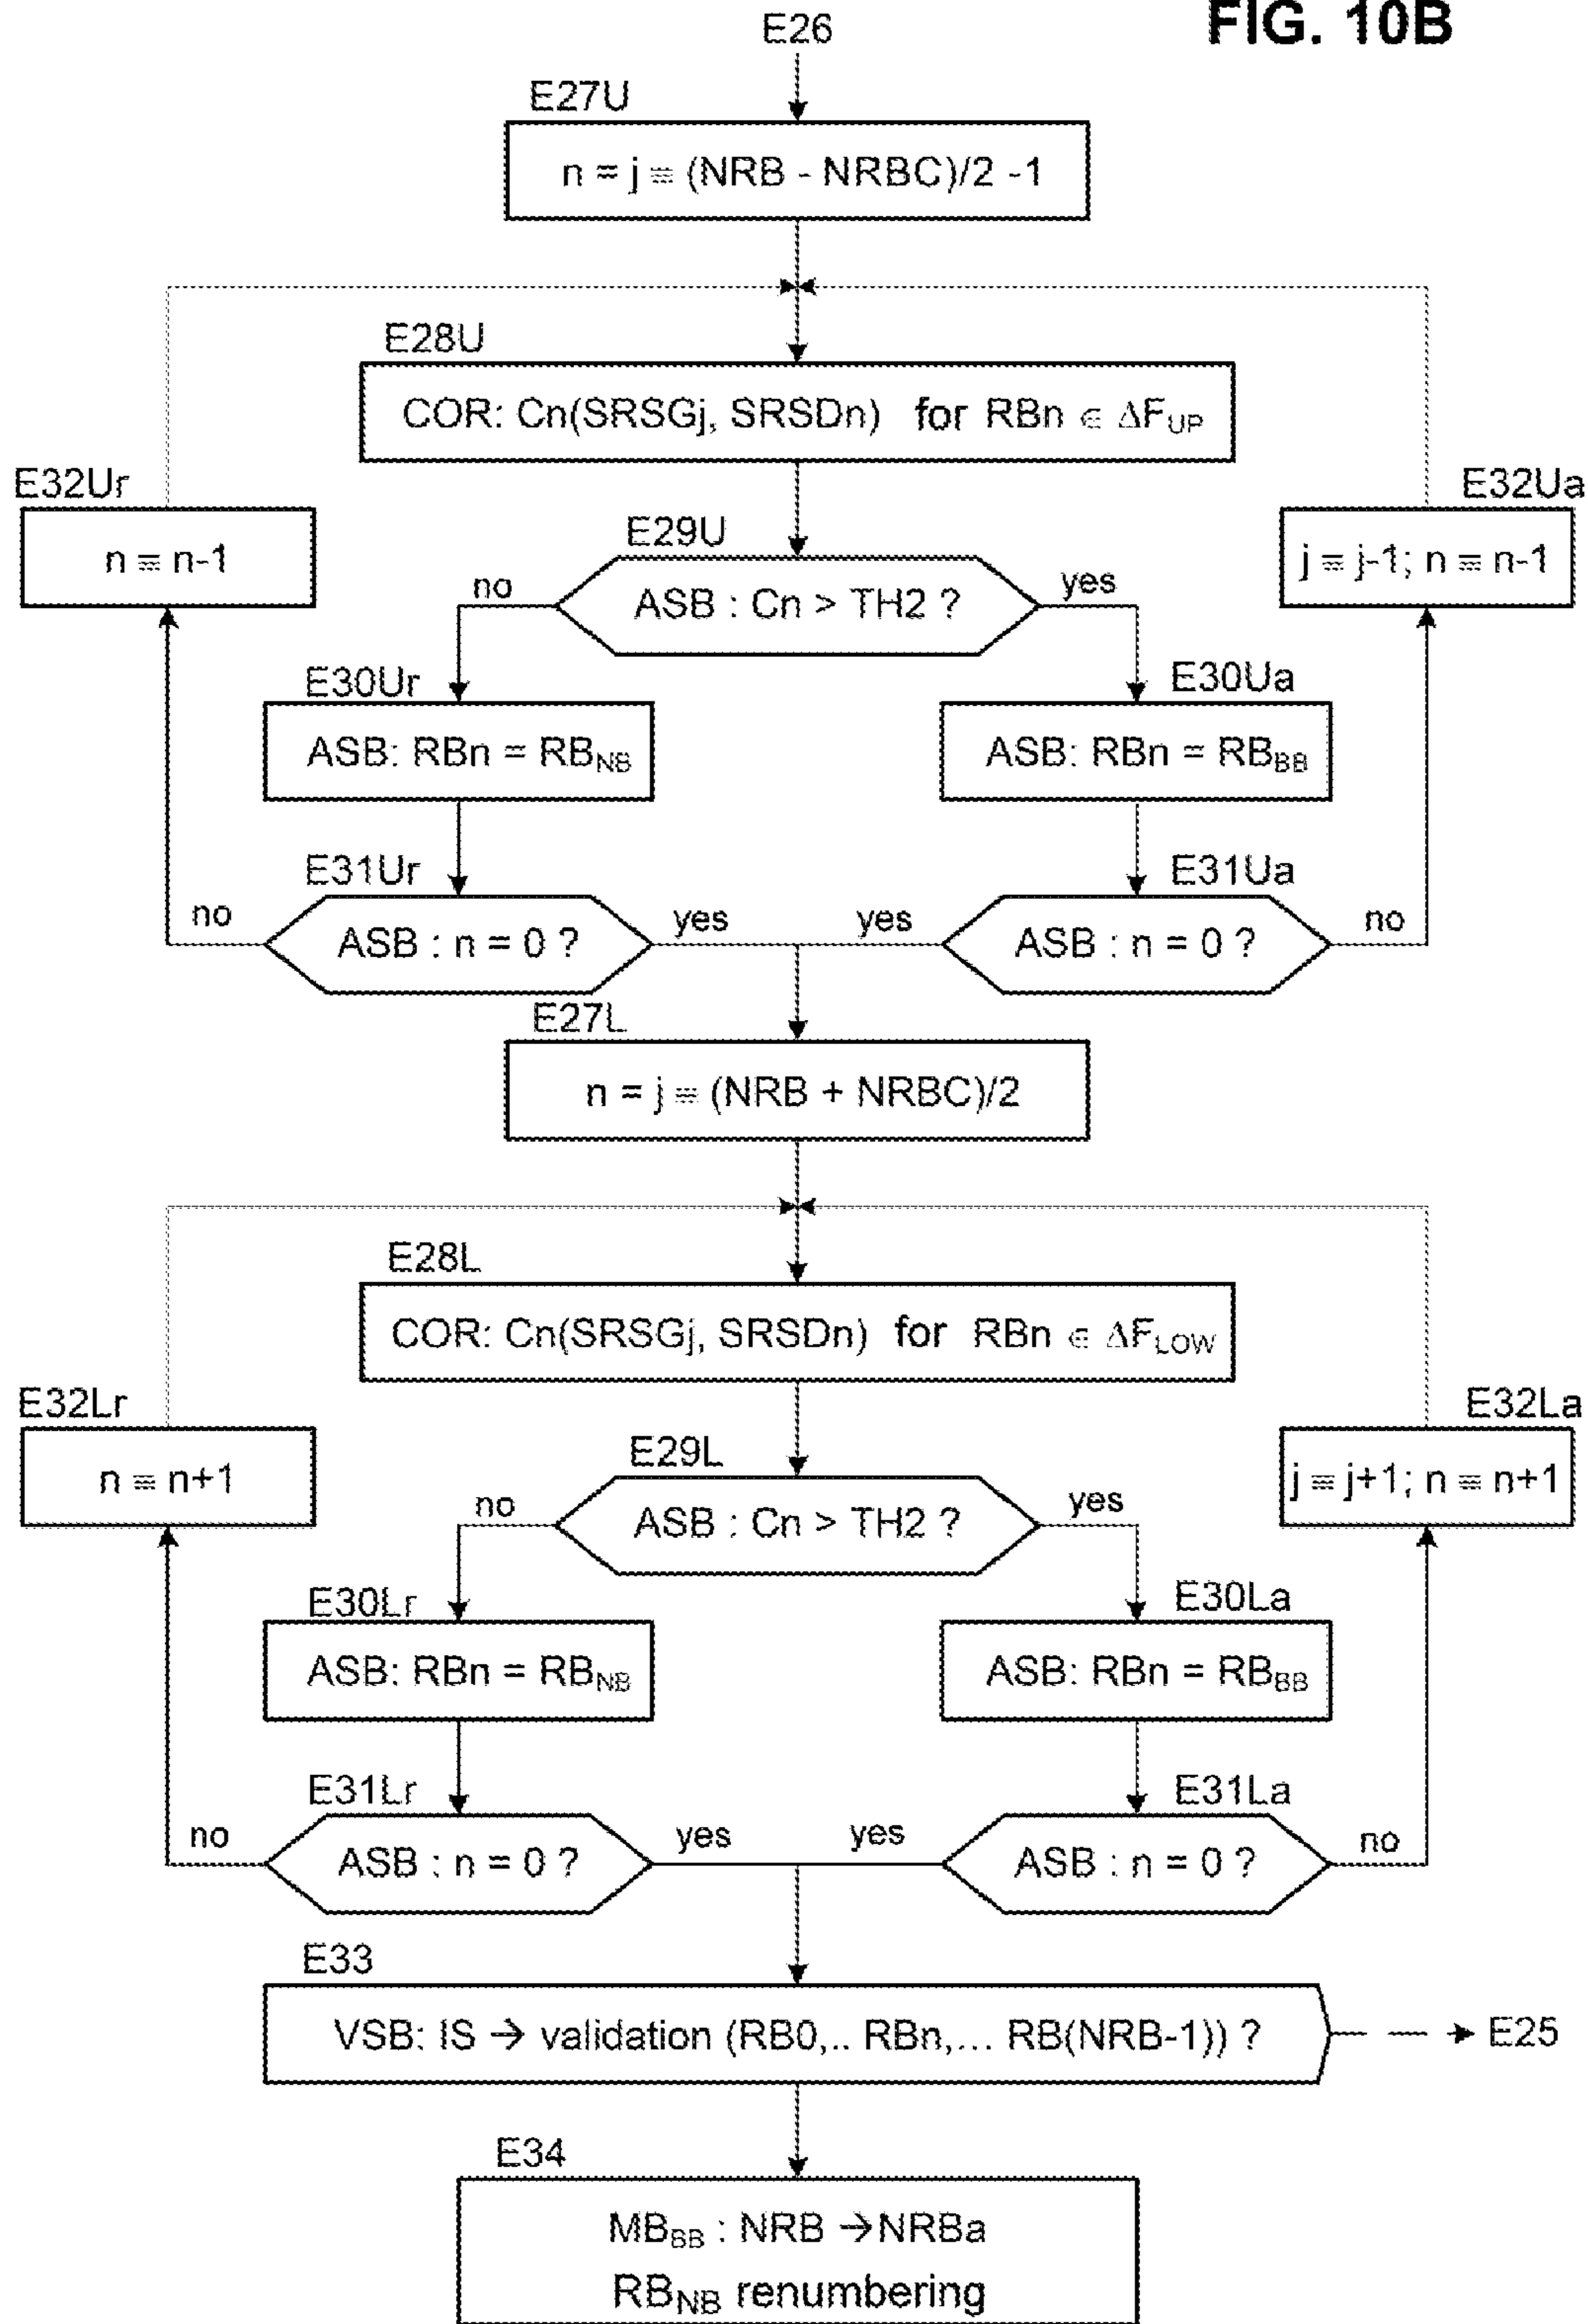 FIG. 10B
E26
E27U
n = j ≡ (NRB - NRBC)/2 -1
E28U
COR: Cn(SRSGj, SRSDn) for RBn ∈ ΔF_UP
E32Ur
n ≡ n-1
E32Ua
j ≡ j-1; n ≡ n-1
E29U
no
ASB : Cn > TH2 ?
yes
E30Ur
ASB: RBn = RB_NB
E30Ua
ASB: RBn = RB_BB
E31Ur
no
ASB : n = 0 ?
yes
E31Ua
yes
ASB : n = 0 ?
no
E27L
n = j ≡ (NRB + NRBC)/2
E28L
COR: Cn(SRSGj, SRSDn) for RBn ∈ ΔF_LOW
E32Lr
n ≡ n+1
E32La
j ≡ j+1; n ≡ n+1
E29L
no
ASB : Cn > TH2 ?
yes
E30Lr
ASB: RBn = RB_NB
E30La
ASB: RBn = RB_BB
E31Lr
no
ASB : n = 0 ?
yes
E31La
yes
ASB : n = 0 ?
no
E33
VSB: IS → validation (RB0,.. RBn,... RB(NRB-1)) ?
E25
E34
MB_BB : NRB →NRBa
RB_NB renumbering